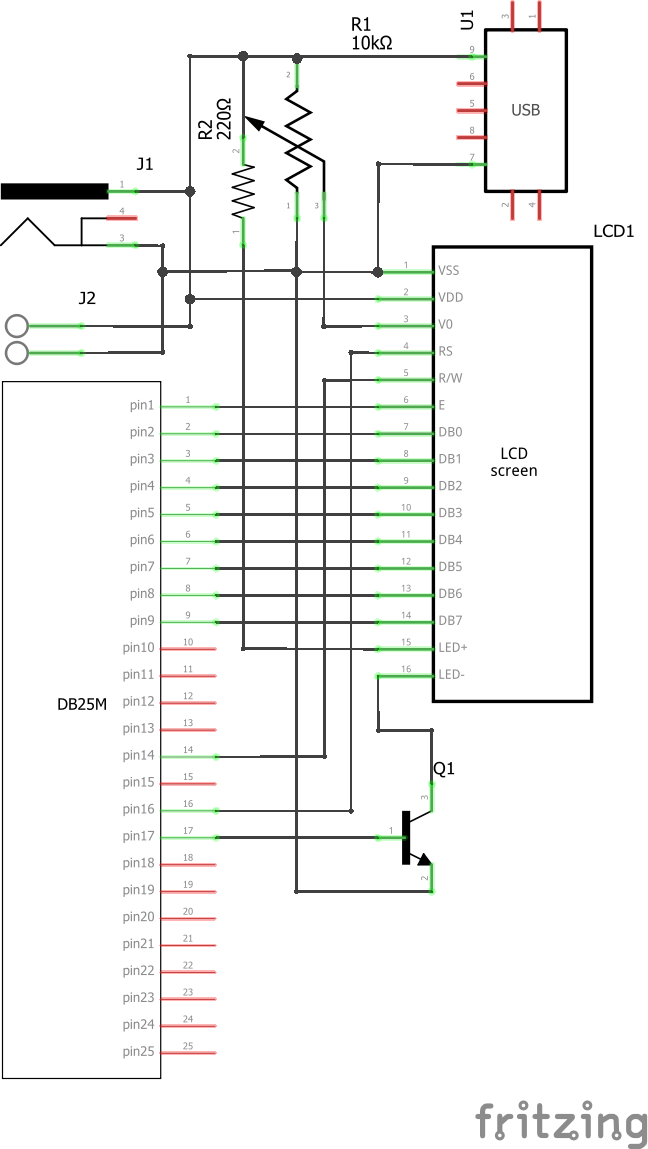 R1
10kΩ
U1
3
1
9
6
5
8
7
2
4
USB
R2
220Ω
2
1
2
1
3
J1
1
4
3
J2
LCD1
1 VSS
2 VDD
3 V0
4 RS
5 R/W
6 E
7 DB0
8 DB1
9 DB2
10 DB3
11 DB4
12 DB5
13 DB6
14 DB7
15 LED+
16 LED-
LCD
screen
pin1 1
pin2 2
pin3 3
pin4 4
pin5 5
pin6 6
pin7 7
pin8 8
pin9 9
pin10 10
pin11 11
pin12 12
pin13 13
pin14 14
pin15 15
pin16 16
pin17 17
pin18 18
pin19 19
pin20 20
pin21 21
pin22 22
pin23 23
pin24 24
pin25 25
DB25M
Q1
3
1
2
fritzing